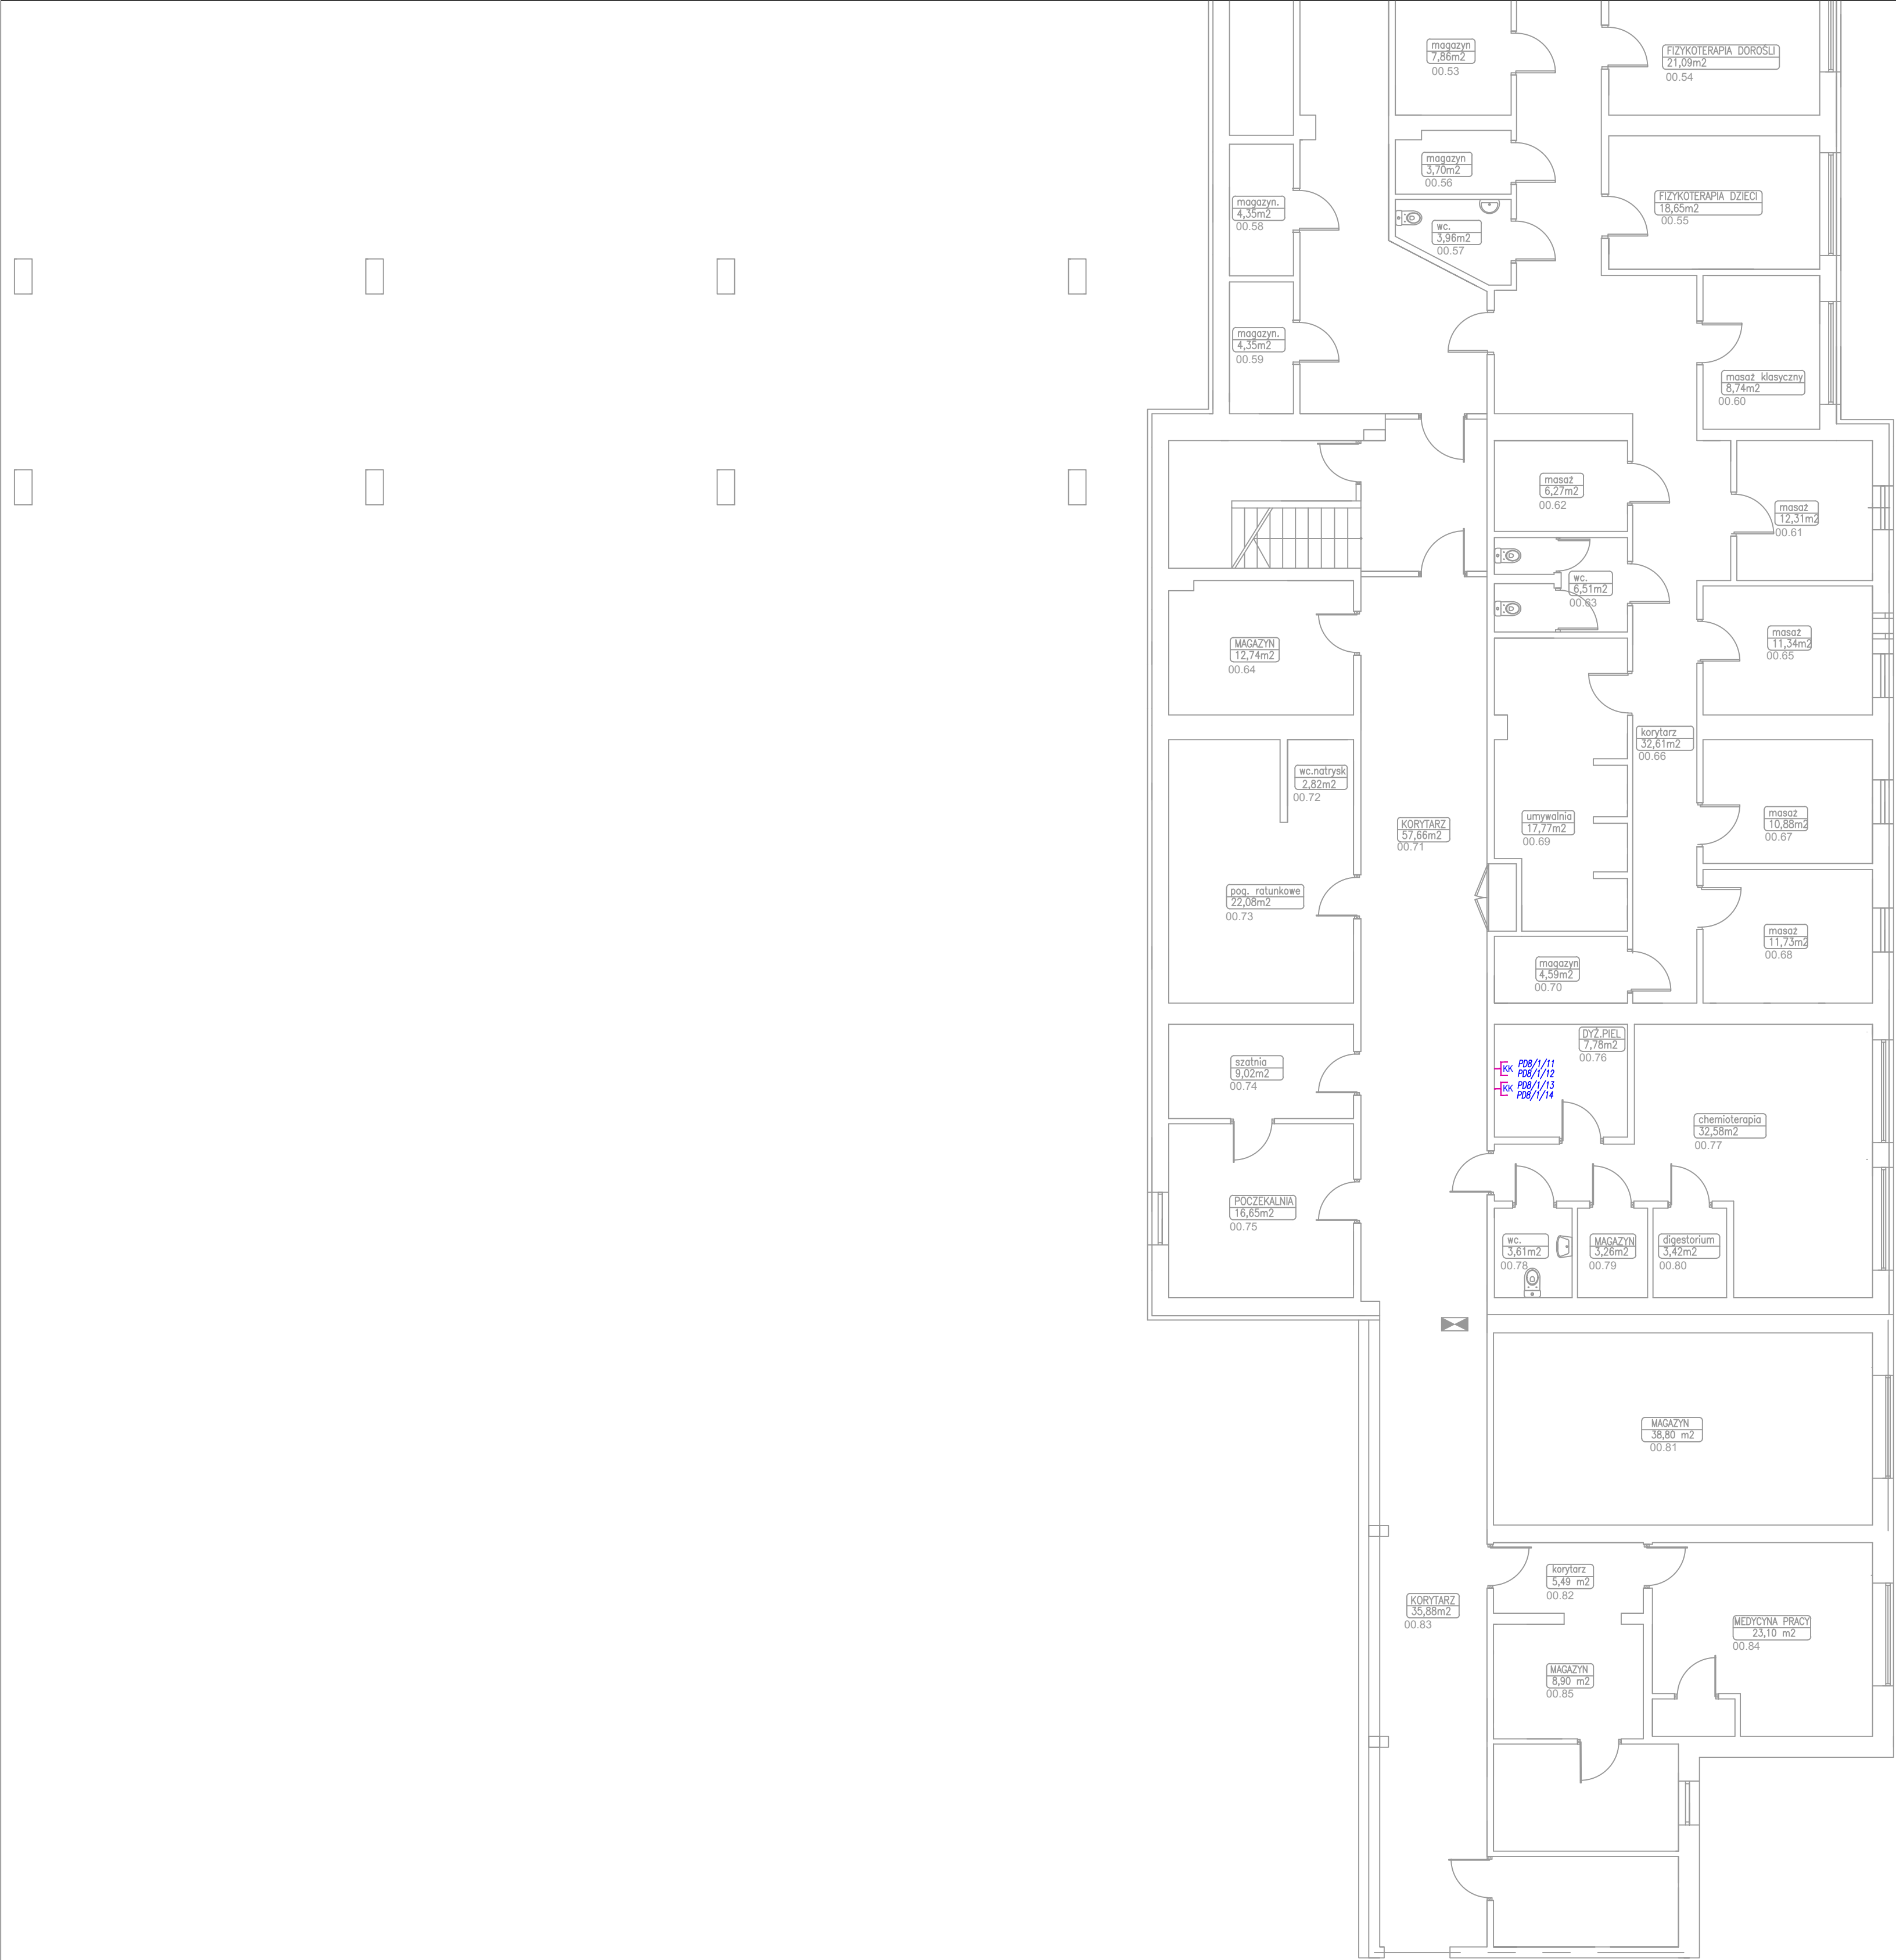 magazyn
7,86m2
00.53
FIZYKOTERAPIA DOROŚLI
21,09m2
00.54
magazyn
3,70m2
00.56
FIZYKOTERAPIA DZIECI
18,65m2
00.55
magazyn.
4,35m2
00.58
wc.
3,96m2
00.57
magazyn.
4,35m2
00.59
masaż klasyczny
8,74m2
00.60
masaż
6,27m2
00.62
masaż
12,31m2
00.61
wc.
6,51m2
00.63
MAGAZYN
12,74m2
00.64
masaż
11,34m2
00.65
korytarz
32,61m2
00.66
wc.natrysk
2,82m2
00.72
KORYTARZ
57,66m2
00.71
umywalnia
17,77m2
00.69
masaż
10,88m2
00.67
pog. ratunkowe
22,08m2
00.73
masaż
11,73m2
00.68
magazyn
4,59m2
00.70
DYŻ.PIEL
7,78m2
00.76
szatnia
9,02m2
00.74
KK PD8/1/11
PD8/1/12
KK PD8/1/13
PD8/1/14
chemioterapia
32,58m2
00.77
POCZEKALNIA
16,65m2
00.75
wc.
3,61m2
00.78
MAGAZYN
3,26m2
00.79
digestorium
3,42m2
00.80
MAGAZYN
38,80 m2
00.81
korytarz
5,49 m2
00.82
KORYTARZ
35,88m2
00.83
MEDYCYNA PRACY
23,10 m2
00.84
MAGAZYN
8,90 m2
00.85